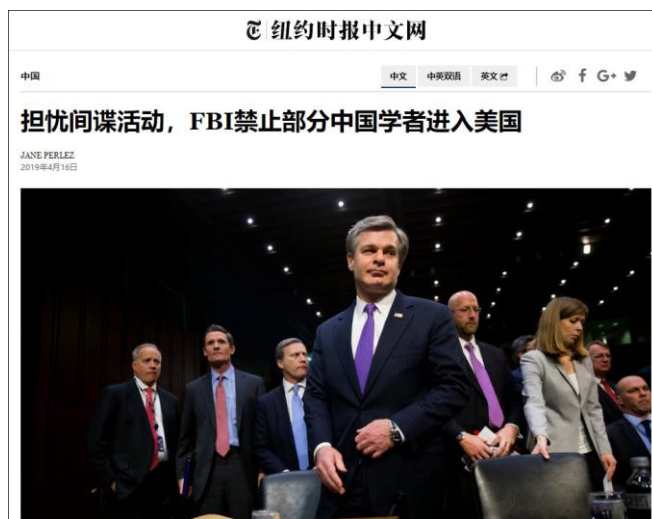 纽约时报中文网
中国
中文 中英双语 英文
担忧间谍活动，FBI禁止部分中国学者进入美国
JANE PERLEZ
2019年4月16日